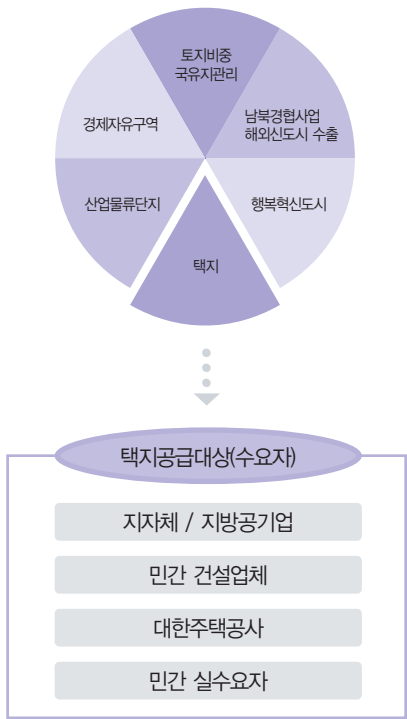 토지비중
국유지관리
경제자유구역
남북경협사업
해외신도시 수출
산업물류단지
행복혁신도시
택지
택지공급대상(수요자)
지자체 / 지방공기업
민간 건설업체
대한주택공사
민간 실수요자